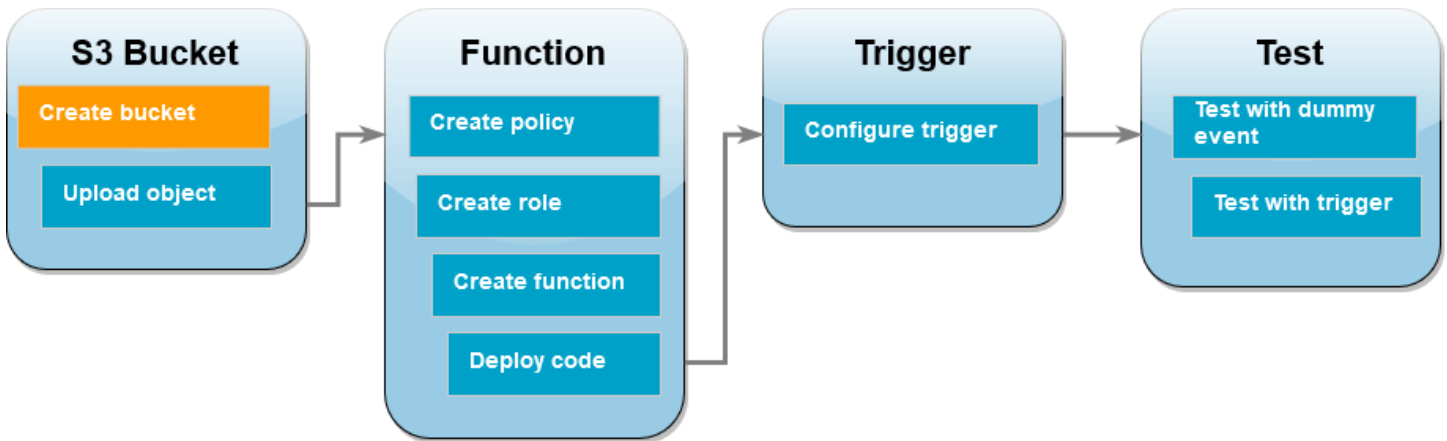 S3 Bucket
Create bucket
Upload object
Function
Create policy
Create role
Create function
Deploy code
Trigger
Configure trigger
Test
Test with dummy
event
Test with trigger